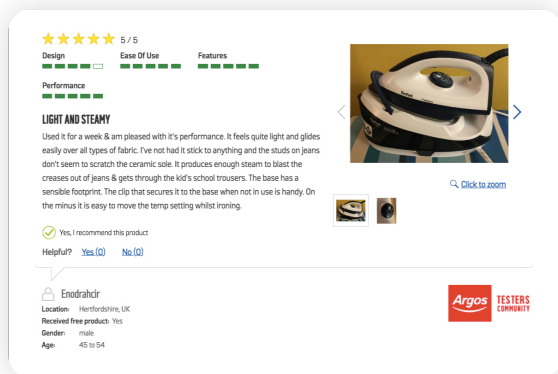 5 / 5
Design
Ease Of Use
Features
Performance
LIGHT AND STEAMY
Used it for a week & am pleased with it's performance. It feels quite light and glides
easily over all types of fabric. I've not had it stick to anything and the studs on jeans
don't seem to scratch the ceramic sole. It produces enough steam to blast the
creases out of jeans & gets through the kid's school trousers. The base has a
sensible footprint. The clip that secures it to the base when not in use is handy. On
the minus it is easy to move the temp setting whilst ironing.
Click to zoom
Yes, I recommend this product
Helpful? Yes (0) No (0)
Enodrahcir
Location: Hertfordshire, UK
Received free product: Yes
Gender: male
Age: 45 to 54
Argos
TESTERS
COMMUNITY